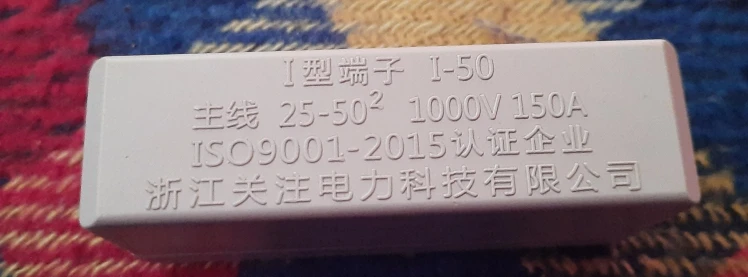 I型端子 I-50
主线 25-50² 1000V 150A
ISO9001-2015认证企业
浙江关注电力科技有限公司